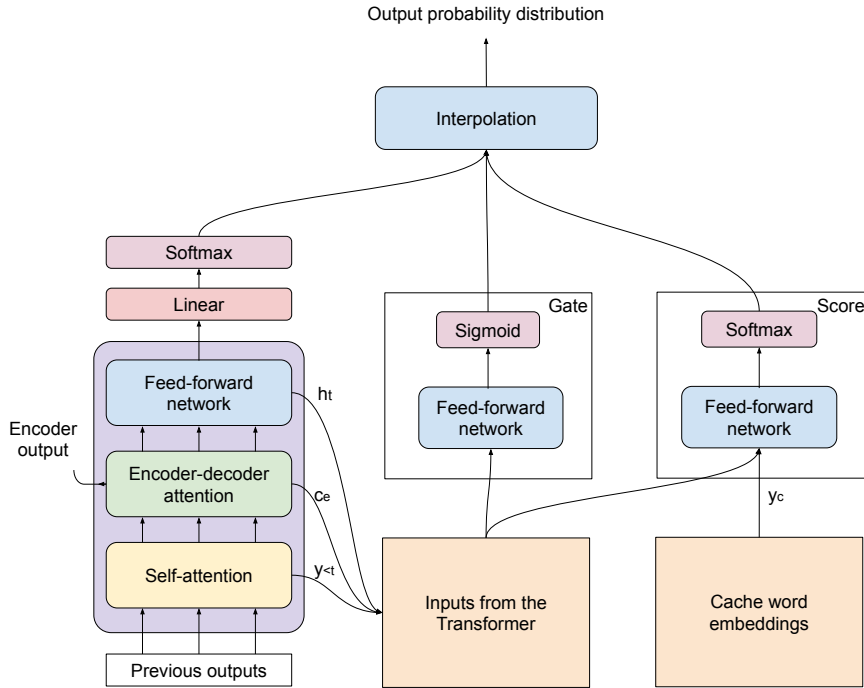 Output probability distribution
Interpolation
Softmax
Linear
Gate
Score
Sigmoid
Softmax
Feed-forward
network
ht
Feed-forward
network
Feed-forward
network
Encoder
output
Encoder-decoder
attention
ce
yc
Self-attention
y<t
Inputs from the
Transformer
Cache word
embeddings
Previous outputs